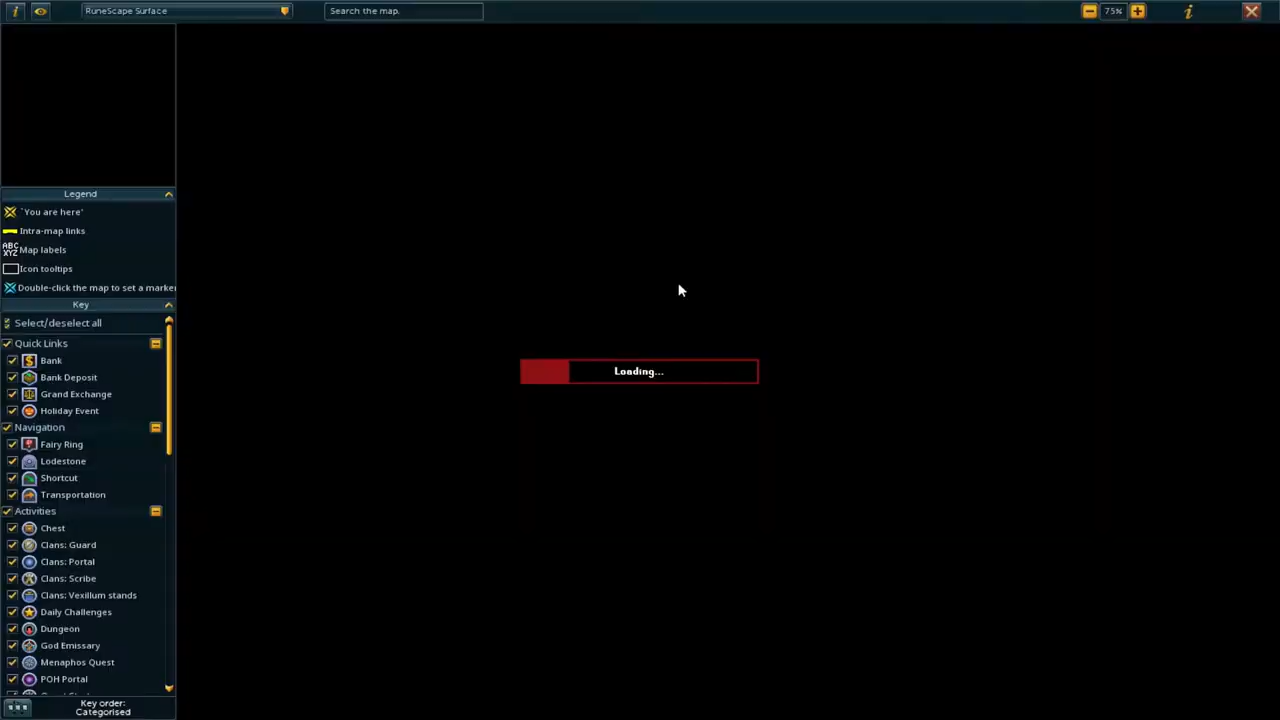 RuneScape Surface
Search the map.
75%
Legend
'You are here'
Intra-map links
ABC
XYZ
Map labels
Icon tooltips
Double-click the map to set a marke
Key
Select/deselect all
Quick Links
Bank
Bank Deposit
Grand Exchange
Holiday Event
Navigation
Fairy Ring
Lodestone
Shortcut
Transportation
Activities
Chest
Clans: Guard
Clans: Portal
Clans: Scribe
Clans: Vexillum stands
Daily Challenges
Dungeon
God Emissary
Menaphos Quest
POH Portal
Key order:
Categorised
Loading...